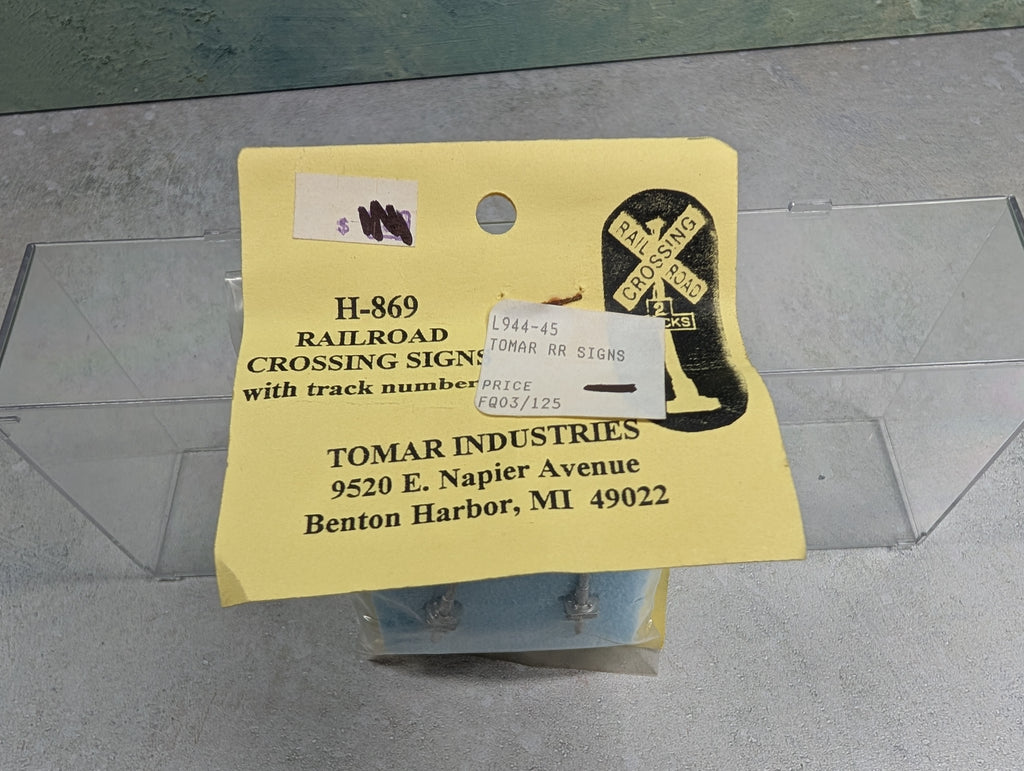 $
H-869
RAILROAD
CROSSING SIGNS
with track number
L944-45
TOMAR RR SIGNS
PRICE
FQ03/125
RAIL ROAD
CROSSING
2
CKS
TOMAR INDUSTRIES
9520 E. Napier Avenue
Benton Harbor, MI 49022